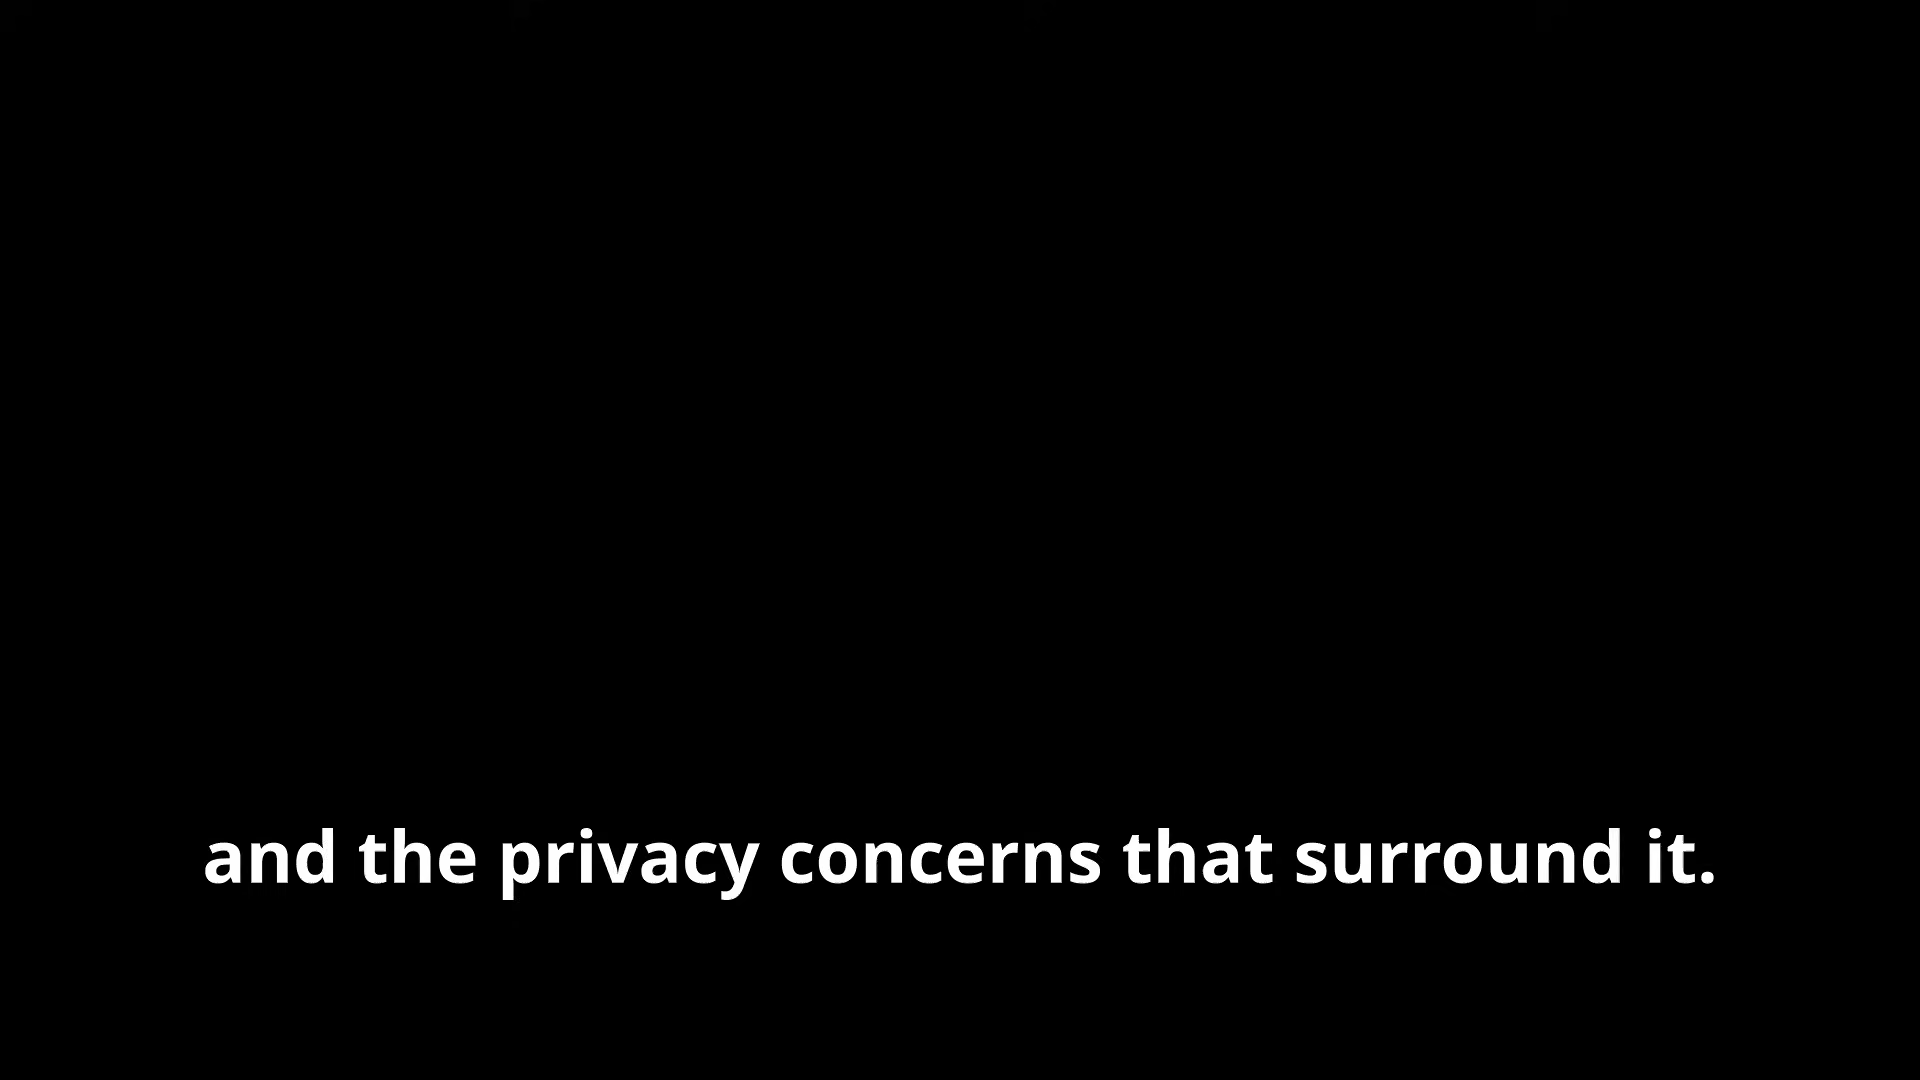 and the privacy concerns that surround it.